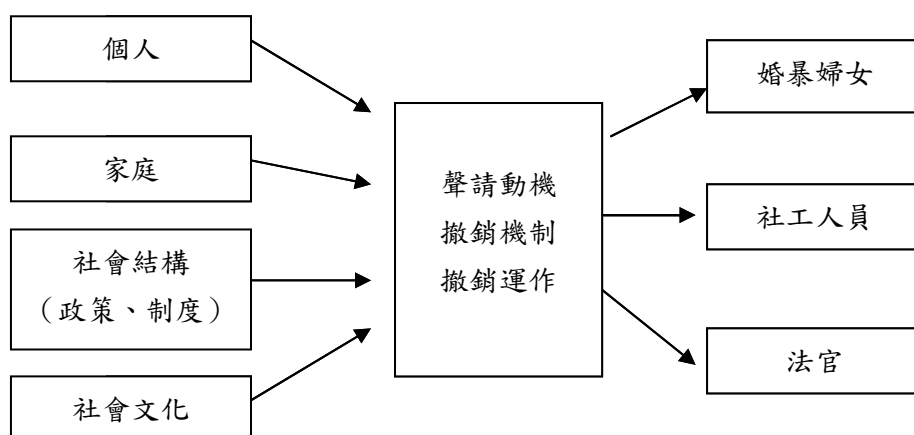 個人
家庭
社會結構
（政策、制度）
社會文化
聲請動機
撤銷機制
撤銷運作
婚暴婦女
社工人員
法官